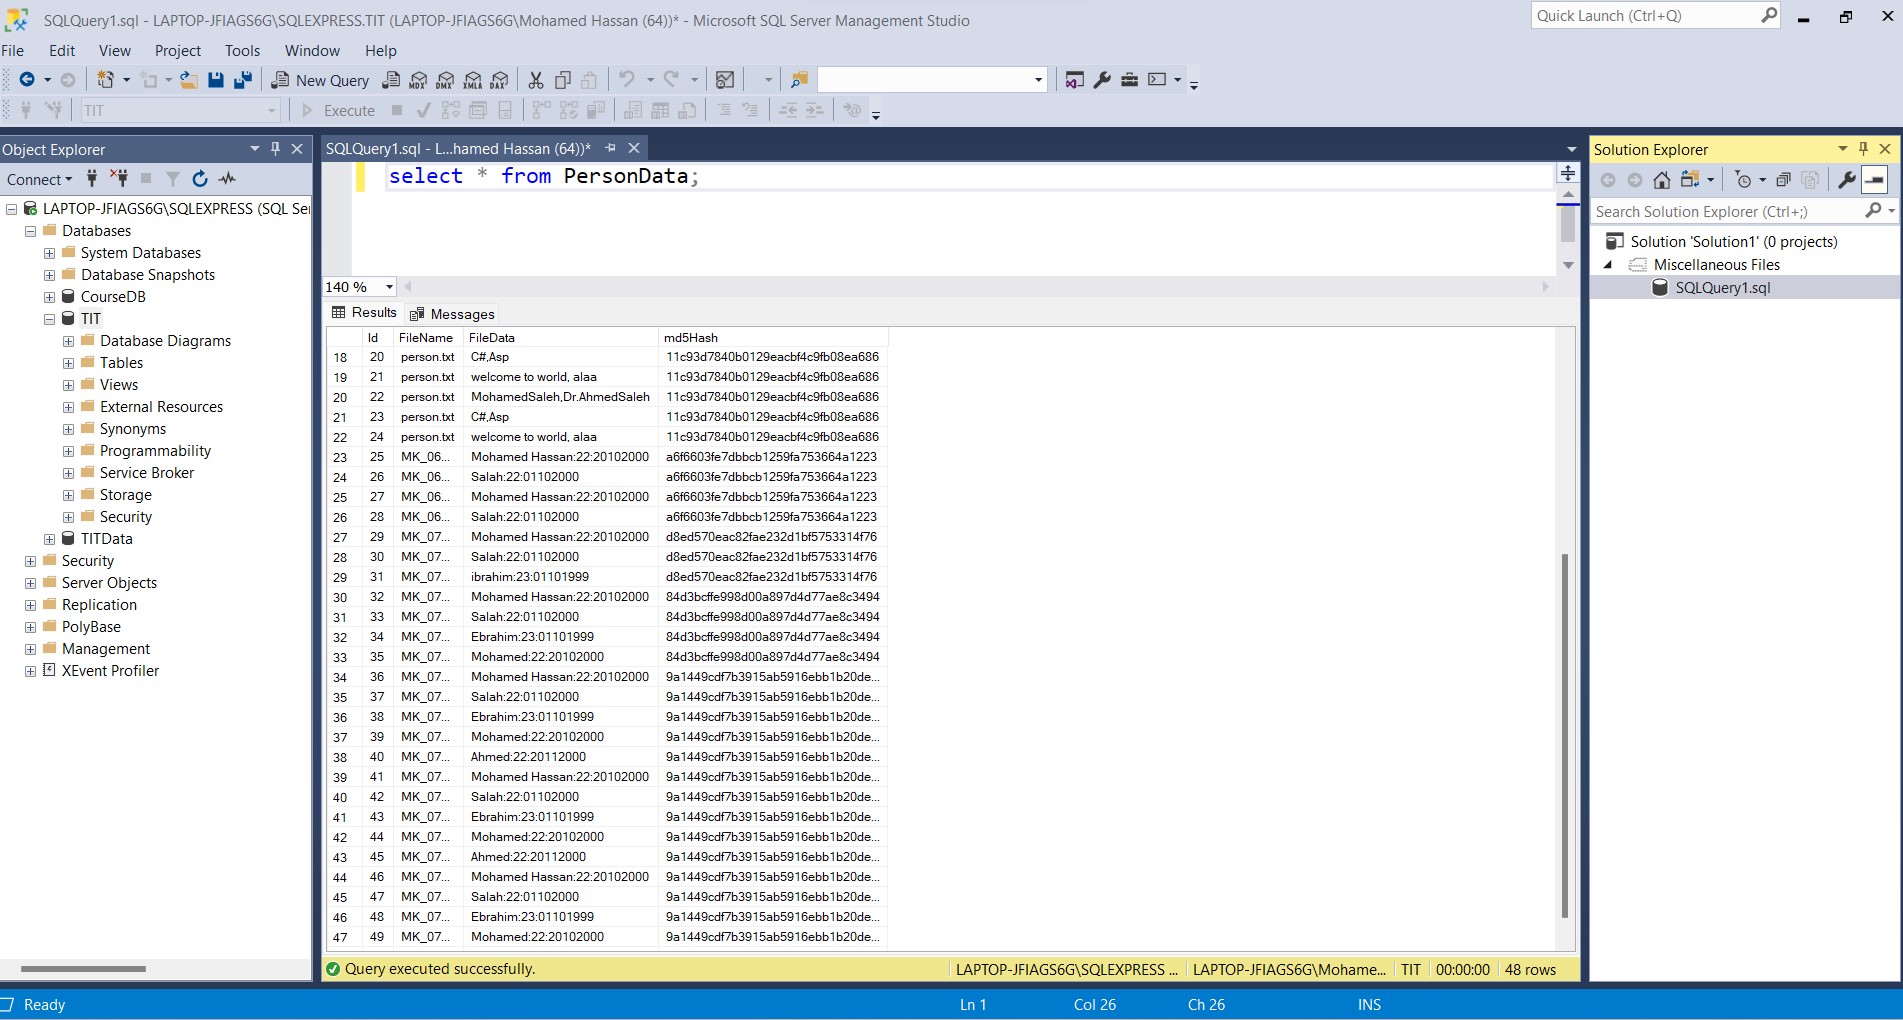 SQLQuery1.sql - LAPTOP-JFIAGS6G\SQLEXPRESS.TIT (LAPTOP-JFIAGS6G\Mohamed Hassan (64))* - Microsoft SQL Server Management Studio
Quick Launch (Ctrl+Q)
File Edit View Project Tools Window Help
New Query MDX DMX XMLA DAX
TIT Execute
Object Explorer
Connect
LAPTOP-JFIAGS6G\SQLEXPRESS (SQL Se
Databases
System Databases
Database Snapshots
CourseDB
TIT
Database Diagrams
Tables
Views
External Resources
Synonyms
Programmability
Service Broker
Storage
Security
TITData
Security
Server Objects
Replication
PolyBase
Management
XEvent Profiler
SQLQuery1.sql - L...hamed Hassan (64))*
select * from PersonData;
140 %
Results Messages
Id FileName FileData md5Hash
18 20 person.txt C#,Asp 11c93d7840b0129eacbf4c9fb08ea686
19 21 person.txt welcome to world, alaa 11c93d7840b0129eacbf4c9fb08ea686
20 22 person.txt MohamedSaleh,Dr.AhmedSaleh 11c93d7840b0129eacbf4c9fb08ea686
21 23 person.txt C#,Asp 11c93d7840b0129eacbf4c9fb08ea686
22 24 person.txt welcome to world, alaa 11c93d7840b0129eacbf4c9fb08ea686
23 25 MK_06... Mohamed Hassan:22:20102000 a6f6603fe7dbbcb1259fa753664a1223
24 26 MK_06... Salah:22:01102000 a6f6603fe7dbbcb1259fa753664a1223
25 27 MK_06... Mohamed Hassan:22:20102000 a6f6603fe7dbbcb1259fa753664a1223
26 28 MK_06... Salah:22:01102000 a6f6603fe7dbbcb1259fa753664a1223
27 29 MK_07... Mohamed Hassan:22:20102000 d8ed570eac82fae232d1bf5753314f76
28 30 MK_07... Salah:22:01102000 d8ed570eac82fae232d1bf5753314f76
29 31 MK_07... ibrahim:23:01101999 d8ed570eac82fae232d1bf5753314f76
30 32 MK_07... Mohamed Hassan:22:20102000 84d3bcffe998d00a897d4d77ae8c3494
31 33 MK_07... Salah:22:01102000 84d3bcffe998d00a897d4d77ae8c3494
32 34 MK_07... Ebrahim:23:01101999 84d3bcffe998d00a897d4d77ae8c3494
33 35 MK_07... Mohamed:22:20102000 84d3bcffe998d00a897d4d77ae8c3494
34 36 MK_07... Mohamed Hassan:22:20102000 9a1449cdf7b3915ab5916ebb1b20de...
35 37 MK_07... Salah:22:01102000 9a1449cdf7b3915ab5916ebb1b20de...
36 38 MK_07... Ebrahim:23:01101999 9a1449cdf7b3915ab5916ebb1b20de...
37 39 MK_07... Mohamed:22:20102000 9a1449cdf7b3915ab5916ebb1b20de...
38 40 MK_07... Ahmed:22:20112000 9a1449cdf7b3915ab5916ebb1b20de...
39 41 MK_07... Mohamed Hassan:22:20102000 9a1449cdf7b3915ab5916ebb1b20de...
40 42 MK_07... Salah:22:01102000 9a1449cdf7b3915ab5916ebb1b20de...
41 43 MK_07... Ebrahim:23:01101999 9a1449cdf7b3915ab5916ebb1b20de...
42 44 MK_07... Mohamed:22:20102000 9a1449cdf7b3915ab5916ebb1b20de...
43 45 MK_07... Ahmed:22:20112000 9a1449cdf7b3915ab5916ebb1b20de...
44 46 MK_07... Mohamed Hassan:22:20102000 9a1449cdf7b3915ab5916ebb1b20de...
45 47 MK_07... Salah:22:01102000 9a1449cdf7b3915ab5916ebb1b20de...
46 48 MK_07... Ebrahim:23:01101999 9a1449cdf7b3915ab5916ebb1b20de...
47 49 MK_07... Mohamed:22:20102000 9a1449cdf7b3915ab5916ebb1b20de...
Query executed successfully. LAPTOP-JFIAGS6G\SQLEXPRESS ... LAPTOP-JFIAGS6G\Mohame... TIT 00:00:00 48 rows
Solution Explorer
Search Solution Explorer (Ctrl+;)
Solution 'Solution1' (0 projects)
Miscellaneous Files
SQLQuery1.sql
Ready Ln 1 Col 26 Ch 26 INS